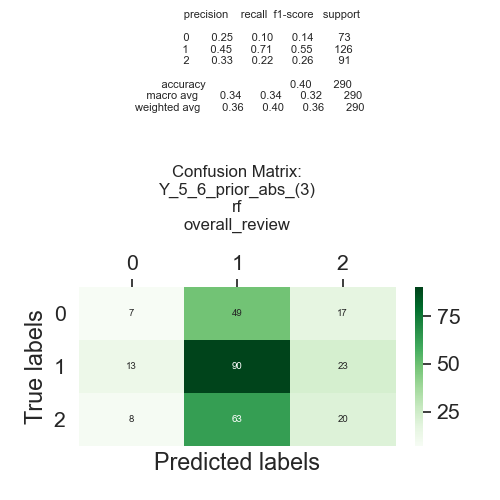 precision recall f1-score support
0 0.25 0.10 0.14 73
1 0.45 0.71 0.55 126
2 0.33 0.22 0.26 91
accuracy 0.40 290
macro avg 0.34 0.34 0.32 290
weighted avg 0.36 0.40 0.36 290
Confusion Matrix:
Y_5_6_prior_abs_(3)
rf
overall_review
0 1 2
0 7 49 17
1 13 90 23
2 8 63 20
True labels
Predicted labels
75
50
25